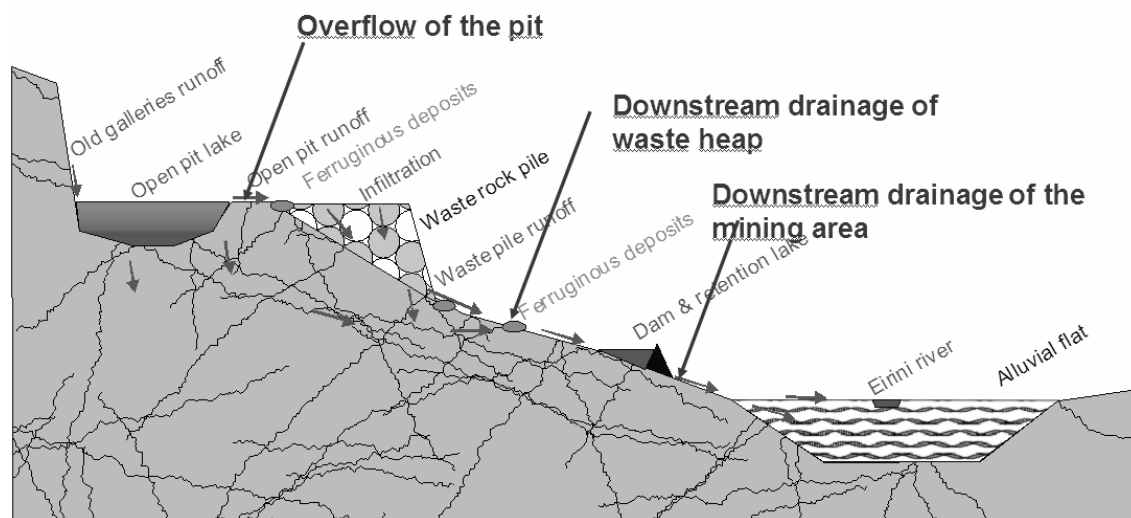 Overflow of the pit
Old galleries runoff
Open pit lake
Open pit runoff
Ferruginous deposits
Infiltration
Waste rock pile
Waste pile runoff
Downstream drainage of
waste heap
Ferruginous deposits
Downstream drainage of the
mining area
Dam & retention lake
Eirini river
Alluvial flat